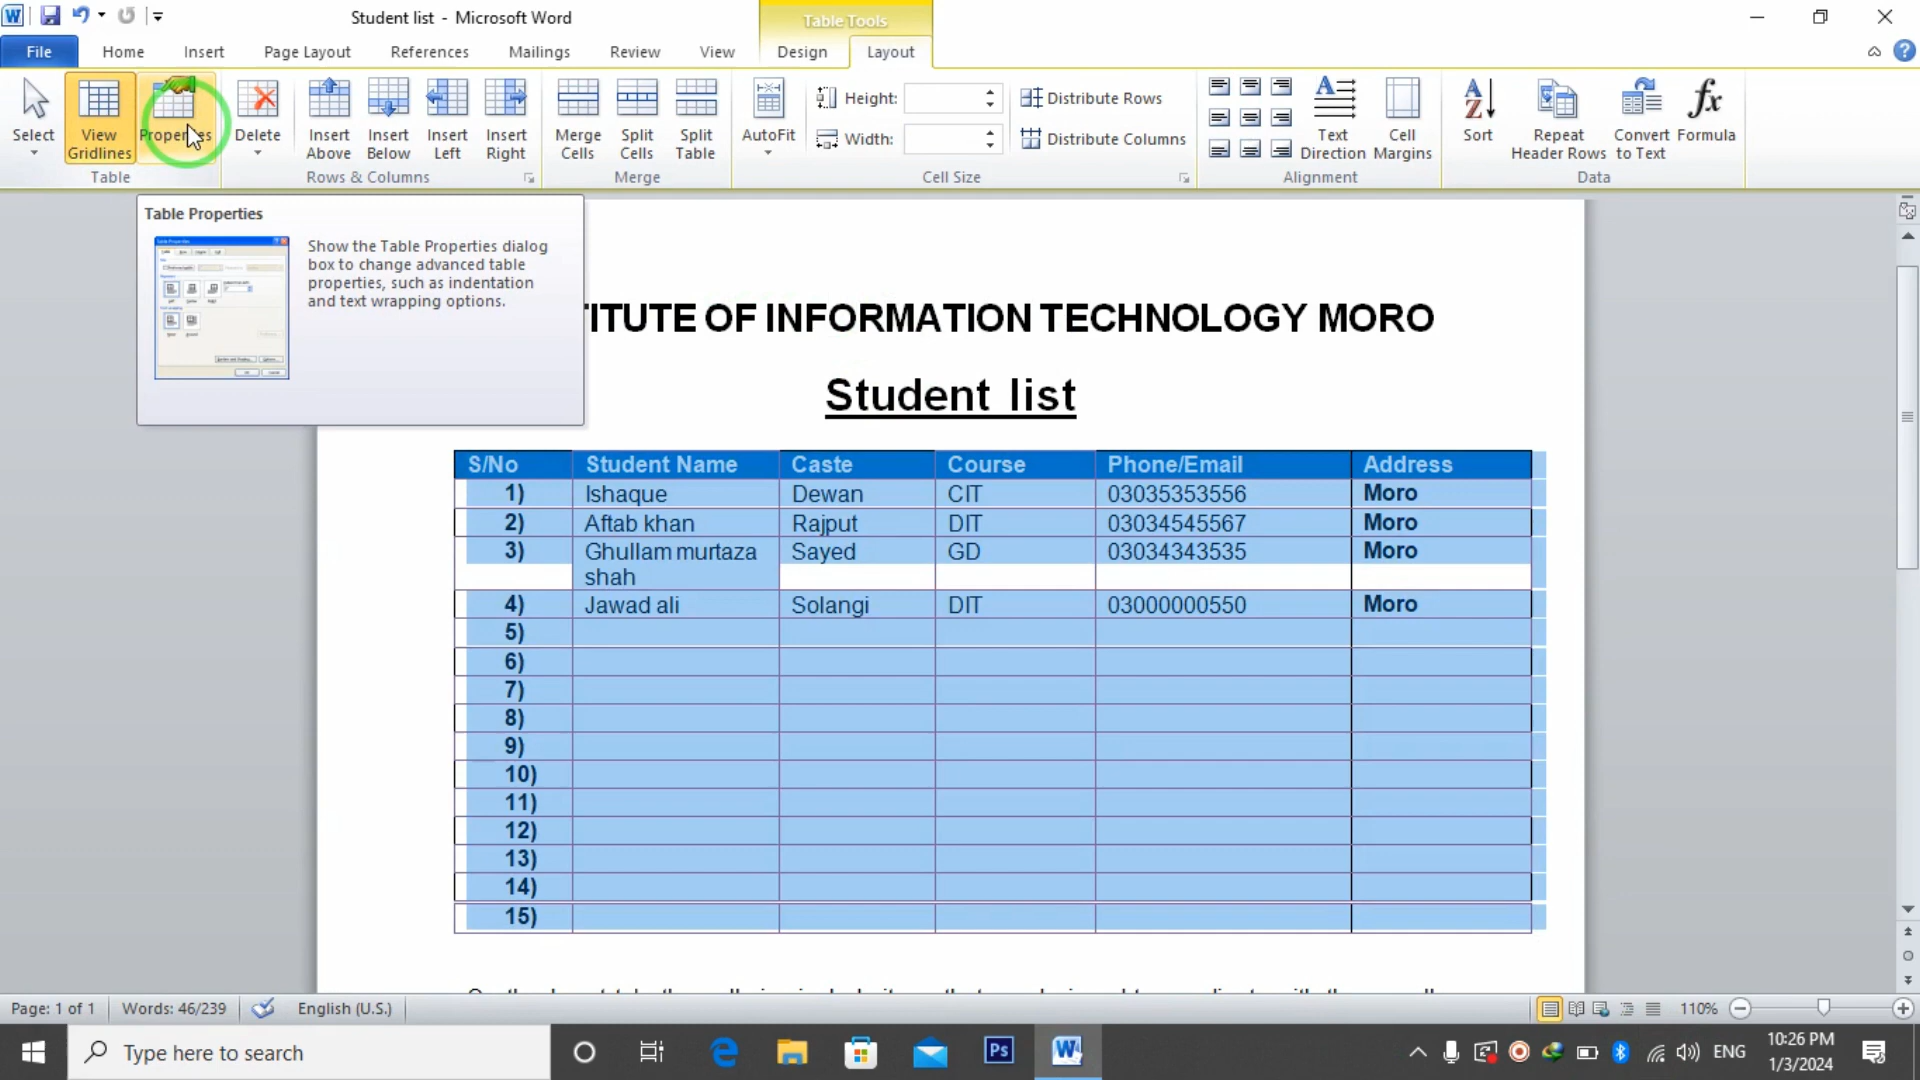 Student list - Microsoft Word
Table Tools
File Home Insert Page Layout References Mailings Review View Design Layout
Select
View Gridlines
Properties
Delete
Insert Above
Insert Below
Insert Left
Insert Right
Merge Cells
Split Cells
Split Table
AutoFit
Height:
Width:
Distribute Rows
Distribute Columns
Text Direction
Cell Margins
Sort
Repeat Header Rows
Convert to Text
Formula
Table Rows & Columns Merge Cell Size Alignment Data
Table Properties
Show the Table Properties dialog
box to change advanced table
properties, such as indentation
and text wrapping options.
OF INFORMATION TECHNOLOGY MORO
Student list
S/No Student Name Caste Course Phone/Email Address
1) Ishaque Dewan CIT 03035353556 Moro
2) Aftab khan Rajput DIT 03034545567 Moro
3) Ghullam murtaza shah Sayed GD 03034343535 Moro
4) Jawad ali Solangi DIT 03000000550 Moro
5)
6)
7)
8)
9)
10)
11)
12)
13)
14)
15)
Page: 1 of 1 Words: 46/239 English (U.S.) 110%
Type here to search
Ps
ENG
10:26 PM
1/3/2024